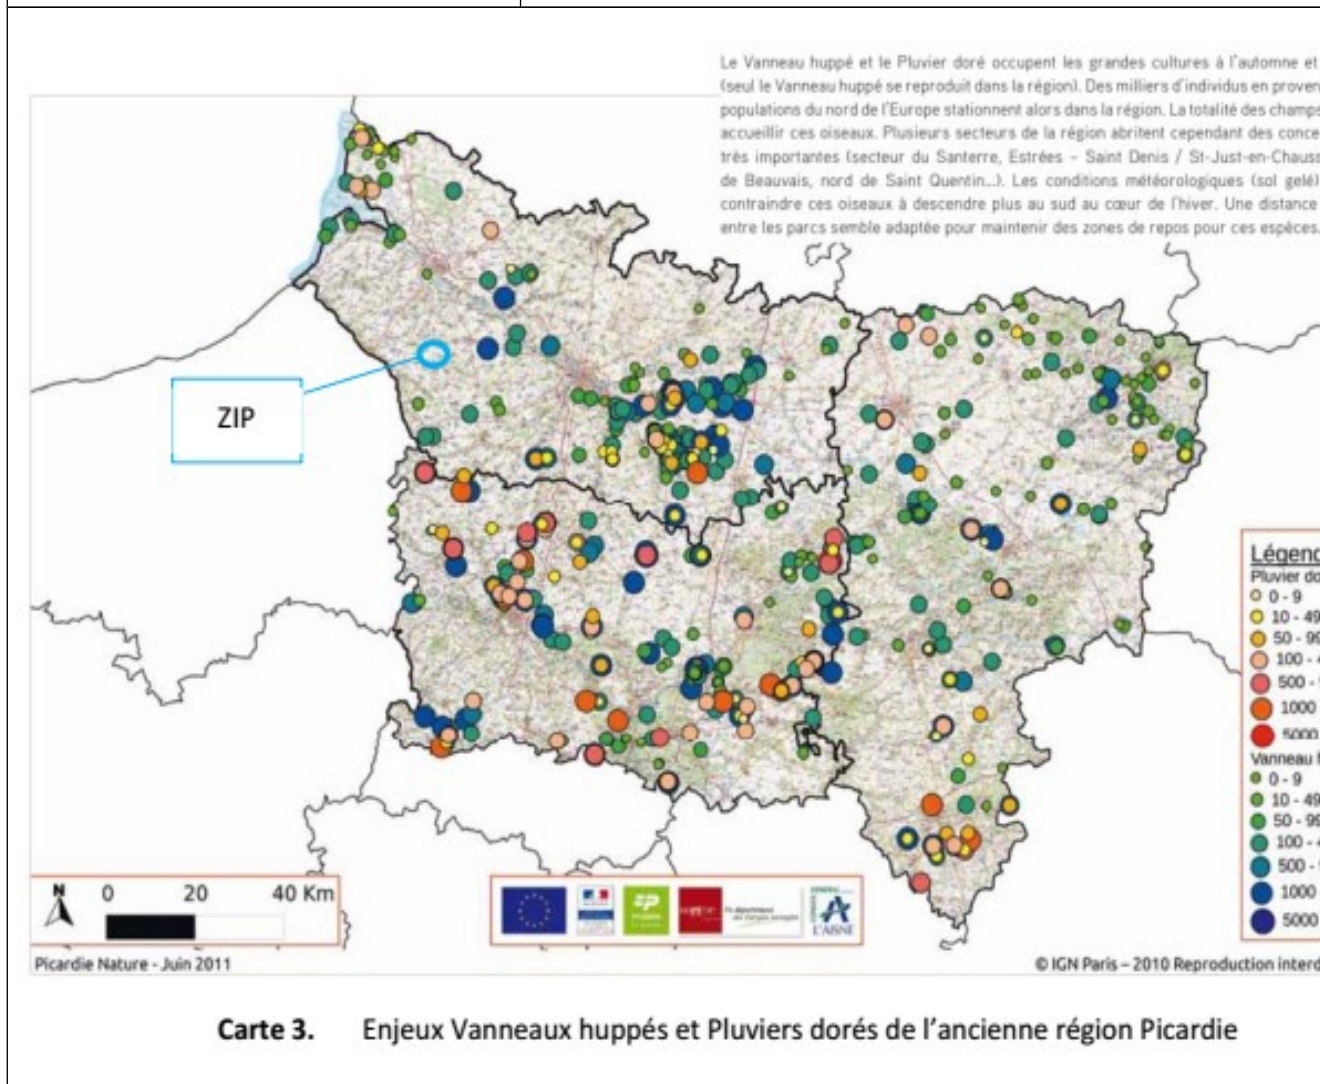 Le Vanneau huppé et le Pluvier doré occupent les grandes cultures à l'automne et
(seul le Vanneau huppé se reproduit dans la région). Des milliers d'individus en proven
populations du nord de l'Europe stationnent alors dans la région. La totalité des champs
accueillir ces oiseaux. Plusieurs secteurs de la région abritent cependant des conce
très importantes (secteur du Santerre, Estrées – Saint Denis / St-Just-en-Chauss
de Beauvais, nord de Saint Quentin...). Les conditions météorologiques (sol gelé)
contraindre ces oiseaux à descendre plus au sud au cœur de l'hiver. Une distance
entre les parcs semble adaptée pour maintenir des zones de repos pour ces espèces.
ZIP
Légend
Pluvier do
0 - 9
10 - 49
50 - 99
100 - 4
500 - 9
1000
5000
Vanneau h
0 - 9
10 - 49
50 - 99
100 - 4
500 - 9
1000
5000
N 0 20 40 Km
L'AISNE
Picardie Nature - Juin 2011
© IGN Paris – 2010 Reproduction interd
Carte 3. Enjeux Vanneaux huppés et Pluviers dorés de l'ancienne région Picardie